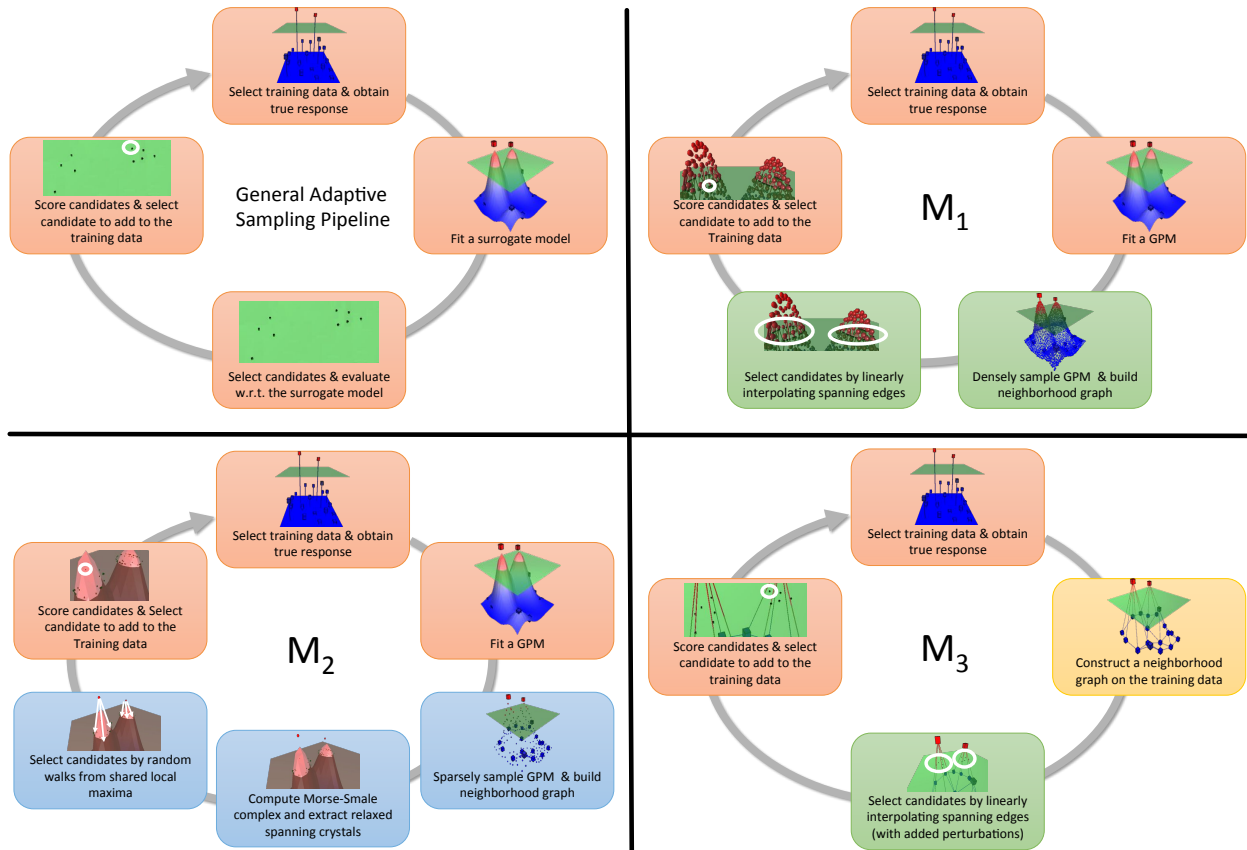 Select training data & obtain
true response
Score candidates & select
candidate to add to the
training data
General Adaptive
Sampling Pipeline
Fit a surrogate model
Select candidates & evaluate
w.r.t. the surrogate model
Select training data & obtain
true response
Score candidates & select
candidate to add to the
Training data
M1
Fit a GPM
Select candidates by linearly
interpolating spanning edges
Densely sample GPM & build
neighborhood graph
Select training data & obtain
true response
Score candidates & Select
candidate to add to the
Training data
M2
Fit a GPM
Select candidates by random
walks from shared local
maxima
Compute Morse-Smale
complex and extract relaxed
spanning crystals
Sparsely sample GPM & build
neighborhood graph
Select training data & obtain
true response
Score candidates & select
candidate to add to the
training data
M3
Construct a neighborhood
graph on the training data
Select candidates by linearly
interpolating spanning edges
(with added perturbations)